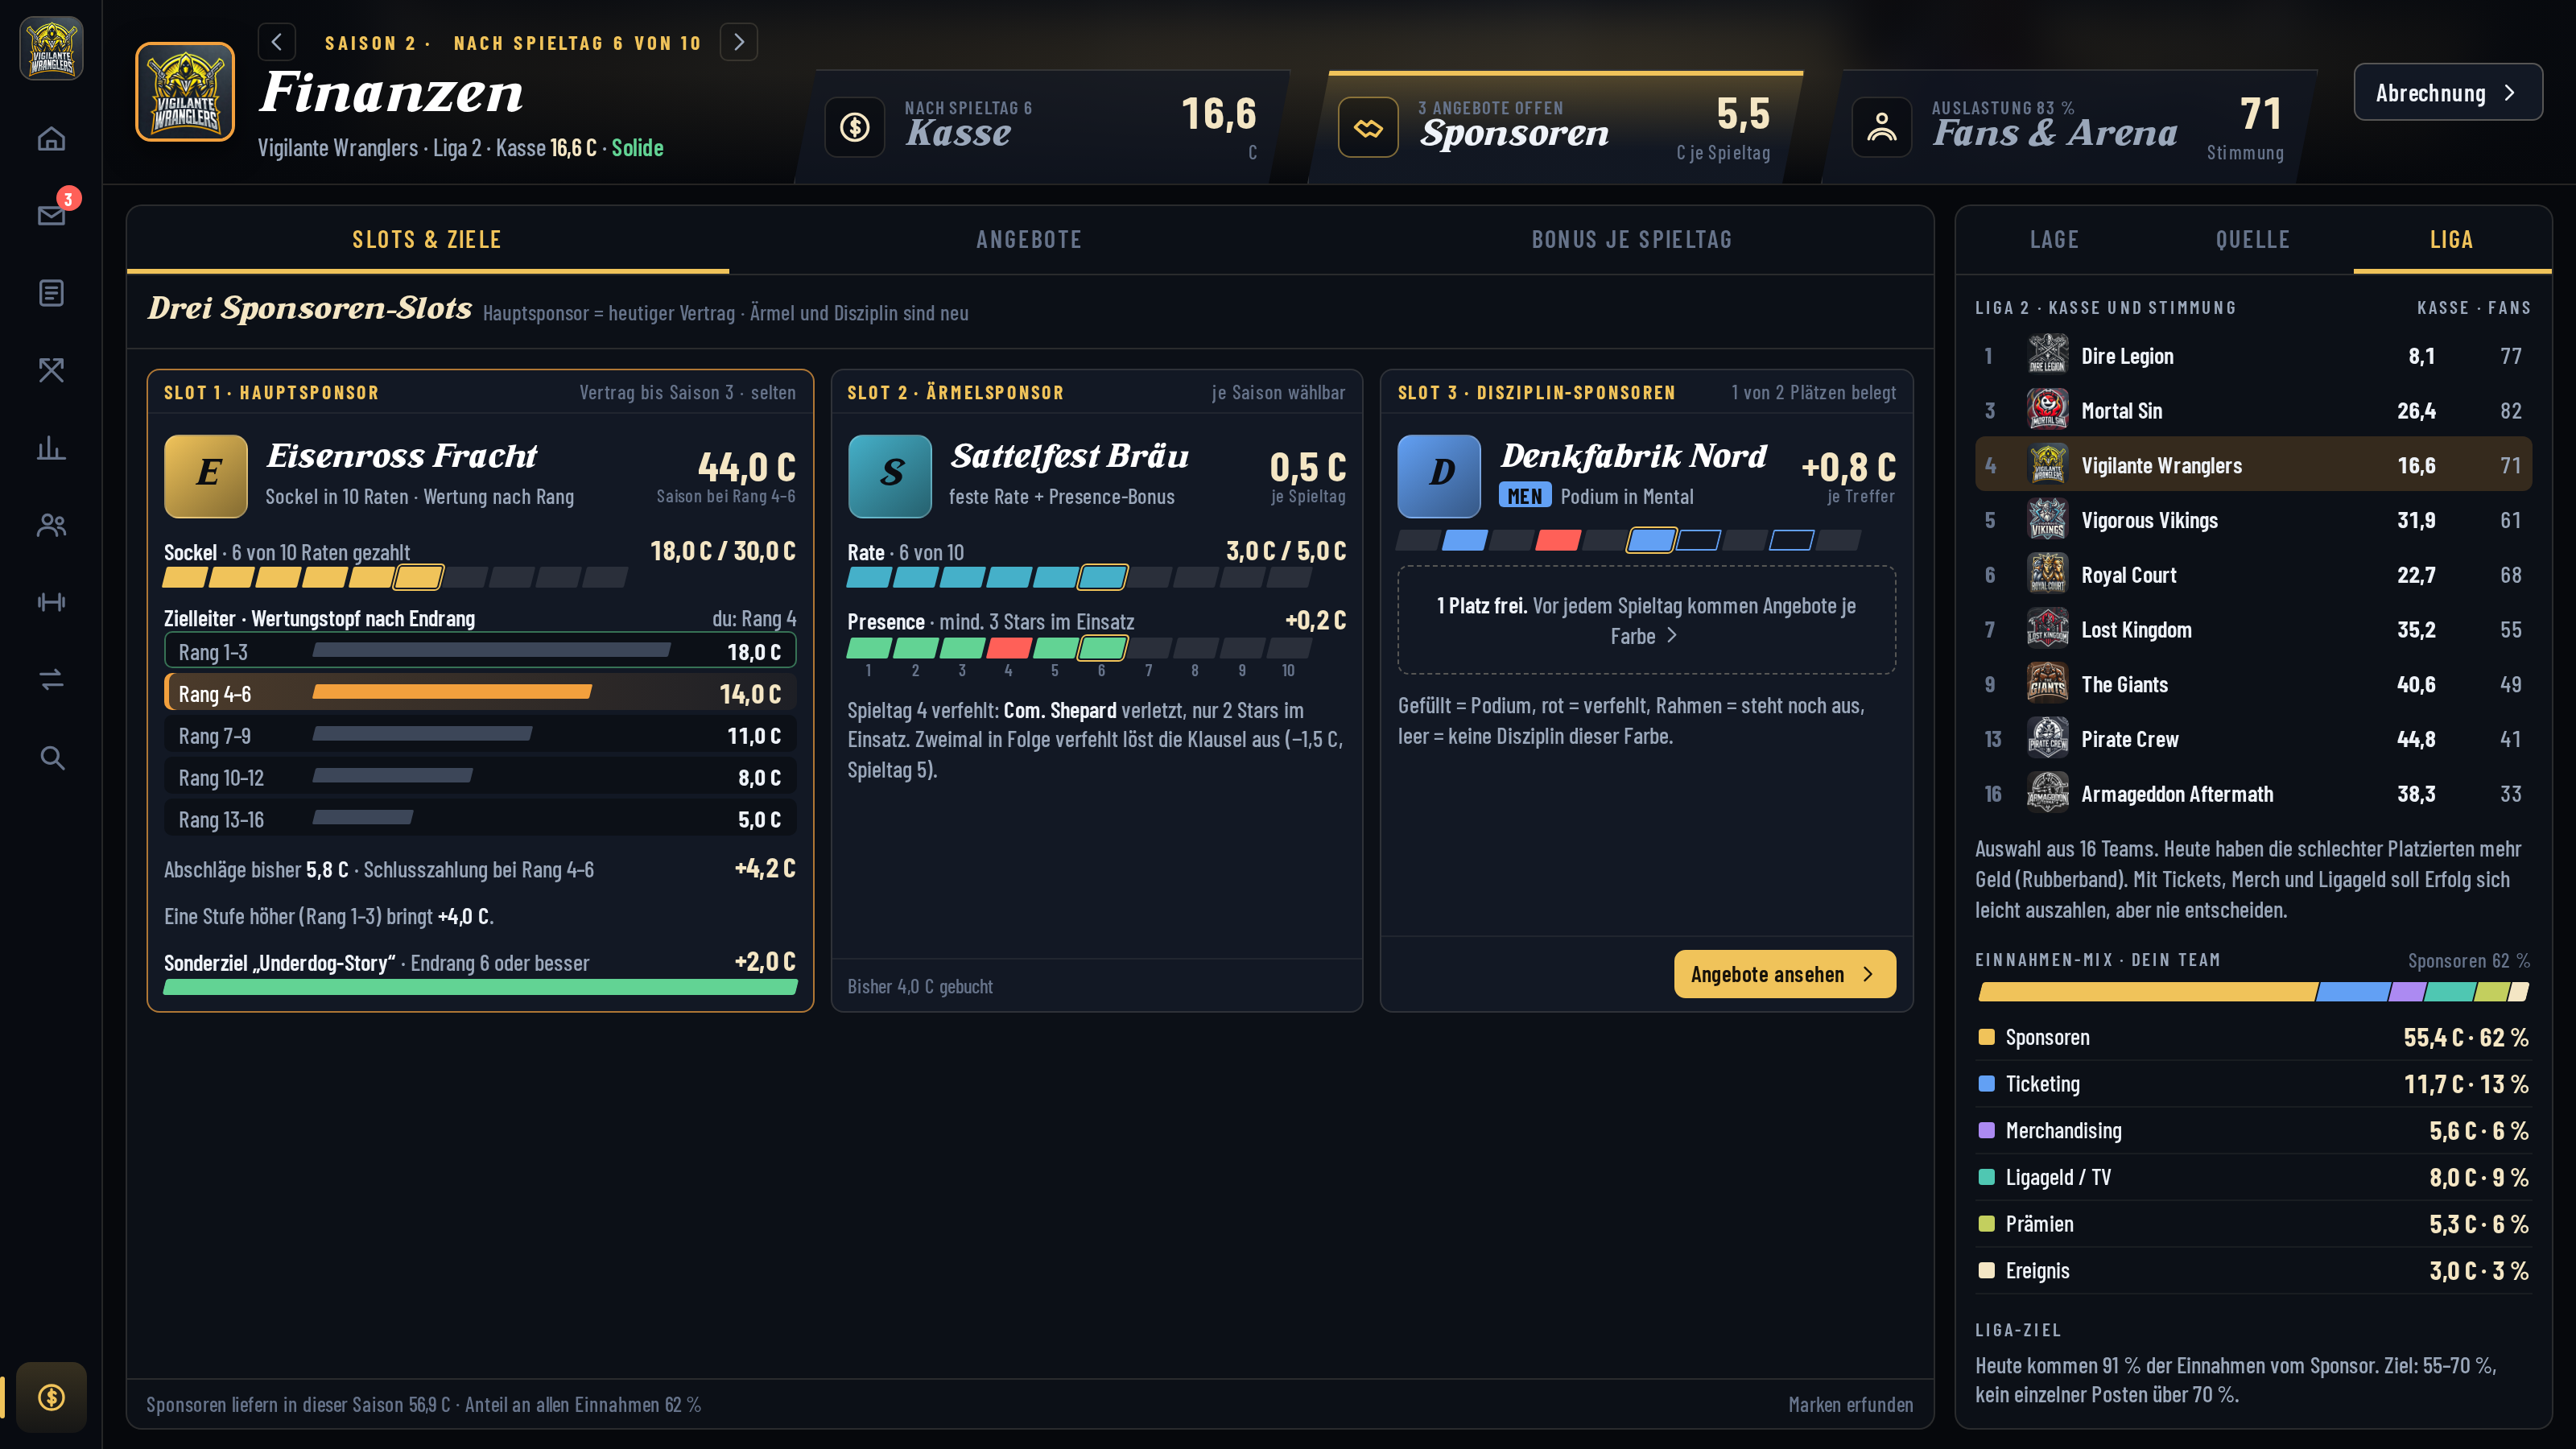 VIGILANTE WRANGLERS
3
SAISON 2 · NACH SPIELTAG 6 VON 10
VIGILANTE WRANGLERS
Finanzen
Vigilante Wranglers · Liga 2 · Kasse 16,6 C · Solide
NACH SPIELTAG 6
Kasse
16,6
C
3 ANGEBOTE OFFEN
Sponsoren
5,5
C je Spieltag
AUSLASTUNG 83 %
Fans & Arena
71
Stimmung
Abrechnung
SLOTS & ZIELE
ANGEBOTE
BONUS JE SPIELTAG
Drei Sponsoren-Slots Hauptsponsor = heutiger Vertrag · Ärmel und Disziplin sind neu
SLOT 1 · HAUPTSPONSOR Vertrag bis Saison 3 · selten
E
Eisenross Fracht
Sockel in 10 Raten · Wertung nach Rang
44,0 C
Saison bei Rang 4–6
Sockel · 6 von 10 Raten gezahlt 18,0 C / 30,0 C
Zielleiter · Wertungstopf nach Endrang du: Rang 4
Rang 1–3 18,0 C
Rang 4–6 14,0 C
Rang 7–9 11,0 C
Rang 10–12 8,0 C
Rang 13–16 5,0 C
Abschläge bisher 5,8 C · Schlusszahlung bei Rang 4–6 +4,2 C
Eine Stufe höher (Rang 1–3) bringt +4,0 C.
Sonderziel „Underdog-Story“ · Endrang 6 oder besser +2,0 C
SLOT 2 · ÄRMELSPONSOR je Saison wählbar
S
Sattelfest Bräu
feste Rate + Presence-Bonus
0,5 C
je Spieltag
Rate · 6 von 10 3,0 C / 5,0 C
Presence · mind. 3 Stars im Einsatz +0,2 C
1 2 3 4 5 6 7 8 9 10
Spieltag 4 verfehlt: Com. Shepard verletzt, nur 2 Stars im
Einsatz. Zweimal in Folge verfehlt löst die Klausel aus (−1,5 C,
Spieltag 5).
Bisher 4,0 C gebucht
SLOT 3 · DISZIPLIN-SPONSOREN 1 von 2 Plätzen belegt
D
Denkfabrik Nord
MEN Podium in Mental
+0,8 C
je Treffer
1 Platz frei. Vor jedem Spieltag kommen Angebote je
Farbe
Gefüllt = Podium, rot = verfehlt, Rahmen = steht noch aus,
leer = keine Disziplin dieser Farbe.
Angebote ansehen
Sponsoren liefern in dieser Saison 56,9 C · Anteil an allen Einnahmen 62 %
Marken erfunden
LAGE
QUELLE
LIGA
LIGA 2 · KASSE UND STIMMUNG KASSE · FANS
1 Dire Legion 8,1 77
3 Mortal Sin 26,4 82
4 Vigilante Wranglers 16,6 71
5 Vigorous Vikings 31,9 61
6 Royal Court 22,7 68
7 Lost Kingdom 35,2 55
9 The Giants 40,6 49
13 Pirate Crew 44,8 41
16 Armageddon Aftermath 38,3 33
Auswahl aus 16 Teams. Heute haben die schlechter Platzierten mehr
Geld (Rubberband). Mit Tickets, Merch und Ligageld soll Erfolg sich
leicht auszahlen, aber nie entscheiden.
EINNAHMEN-MIX · DEIN TEAM Sponsoren 62 %
Sponsoren 55,4 C · 62 %
Ticketing 11,7 C · 13 %
Merchandising 5,6 C · 6 %
Ligageld / TV 8,0 C · 9 %
Prämien 5,3 C · 6 %
Ereignis 3,0 C · 3 %
LIGA-ZIEL
Heute kommen 91 % der Einnahmen vom Sponsor. Ziel: 55–70 %,
kein einzelner Posten über 70 %.